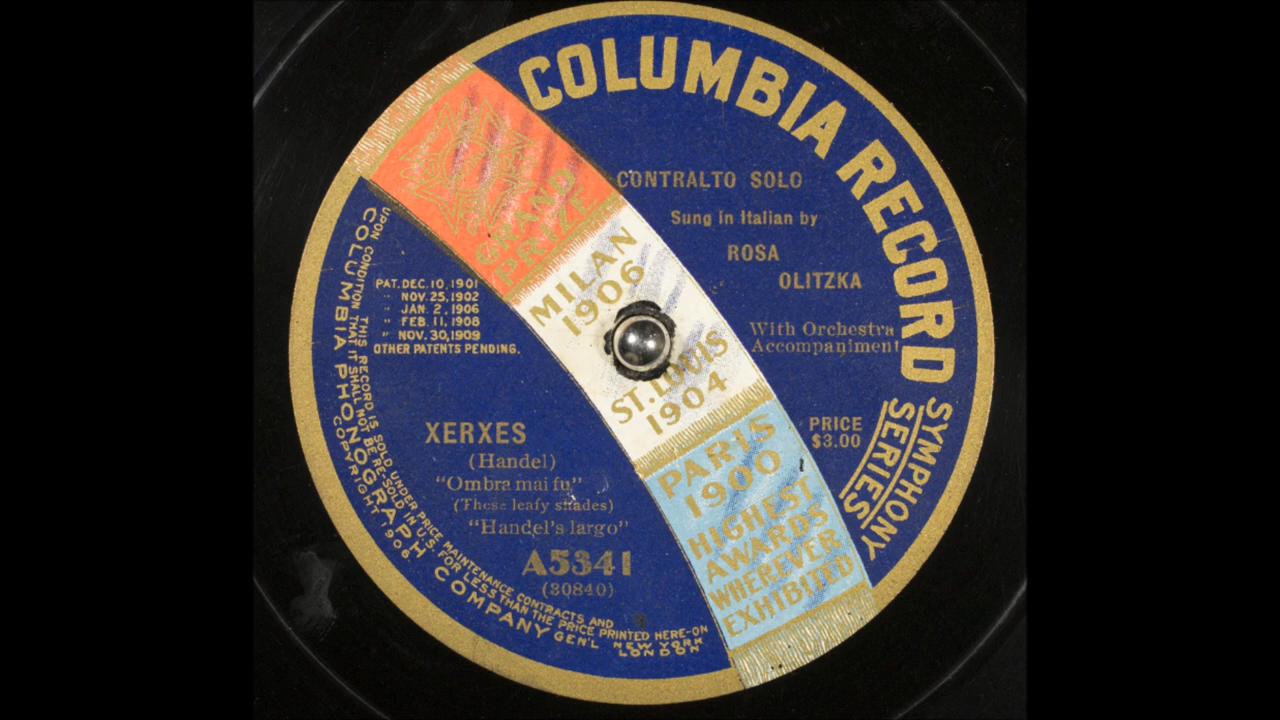 COLUMBIA RECORD
SYMPHONY
SERIES
GRAND
PRIZE
MILAN
1906
ST. LOUIS
1904
PARIS
1900
HIGHEST
AWARDS
WHEREVER
EXHIBITED
CONTRALTO SOLO
Sung in Italian by
ROSA
OLITZKA
With Orchestra
Accompaniment
PRICE
$3.00
PAT. DEC. 10, 1901
" NOV. 25, 1902
" JAN. 2, 1906
" FEB. 11, 1908
" NOV. 30, 1909
OTHER PATENTS PENDING.
XERXES
(Handel)
"Ombra mai fu"
(These leafy shades)
"Handel's largo"
A5341
(30840)
THIS RECORD IS SOLD UNDER PRICE MAINTENANCE CONTRACTS AND
UPON CONDITION THAT IT SHALL NOT BE RE-SOLD IN U.S. FOR LESS THAN THE PRICE PRINTED HERE-ON
COLUMBIA PHONOGRAPH COMPANY GEN'L NEW YORK
LONDON
COPYRIGHT 1906.